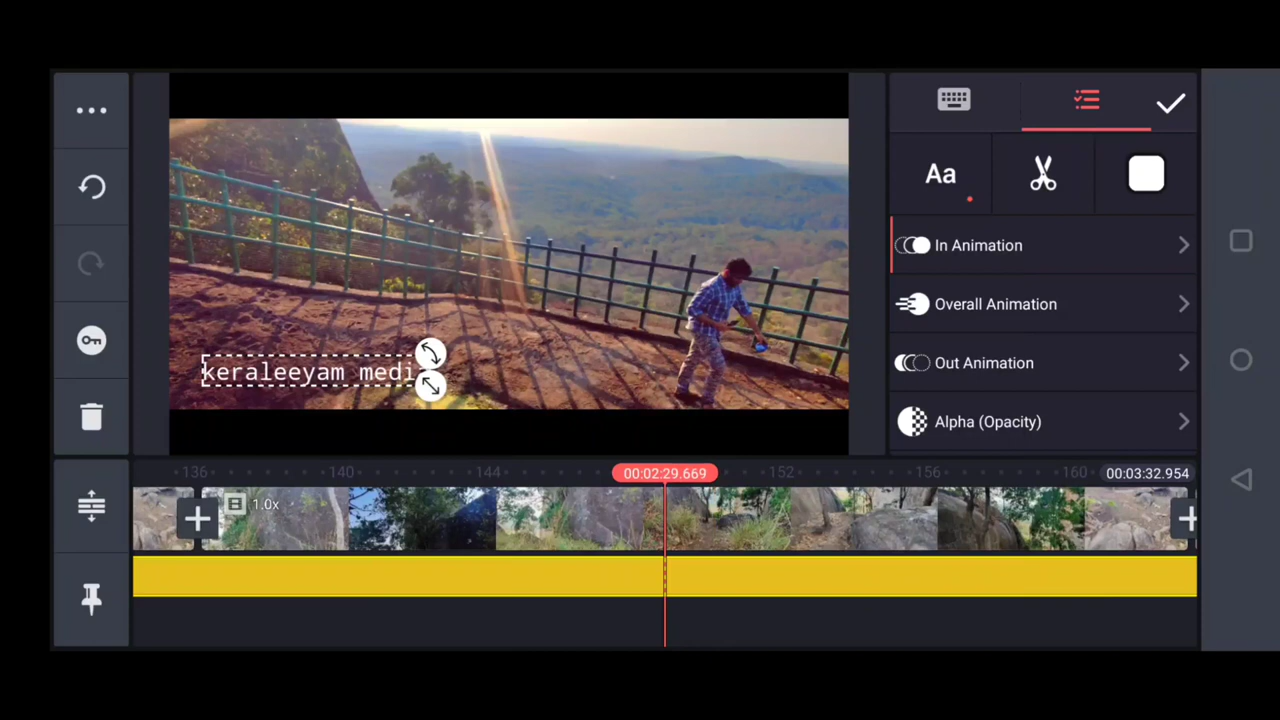 Aa
In Animation
Overall Animation
Out Animation
Alpha (Opacity)
keraleeyam medi
136
140
144
00:02:29.669
152
156
160
00:03:32.954
1.0x